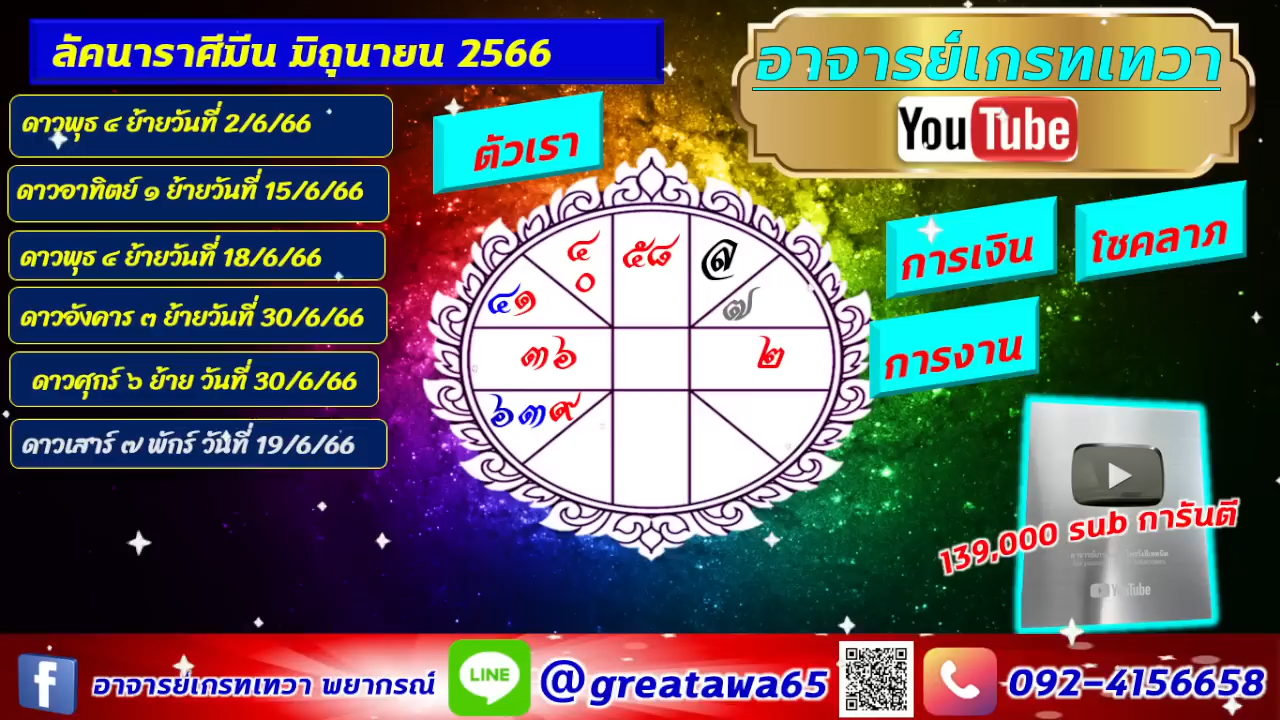 ลัคนาราศีมีน มิถุนายน 2566
อาจารย์เกรทเทวา
YouTube
ดาวพุธ ๔ ย้ายวันที่ 2/6/66
ดาวอาทิตย์ ๑ ย้ายวันที่ 15/6/66
ดาวพุธ ๔ ย้ายวันที่ 18/6/66
ดาวอังคาร ๓ ย้ายวันที่ 30/6/66
ดาวศุกร์ ๖ ย้าย วันที่ 30/6/66
ดาวเสาร์ ๗ พักร์ วันที่ 19/6/66
ตัวเรา
การเงิน
โชคลาภ
การงาน
๔
๐
๕๘
ล
๔๑
๗
๓๖
๒
๖๓๙
139,000 sub การันตี
YouTube
อาจารย์เกรทเทวา พยากรณ์
LINE
@greatawa65
092-4156658